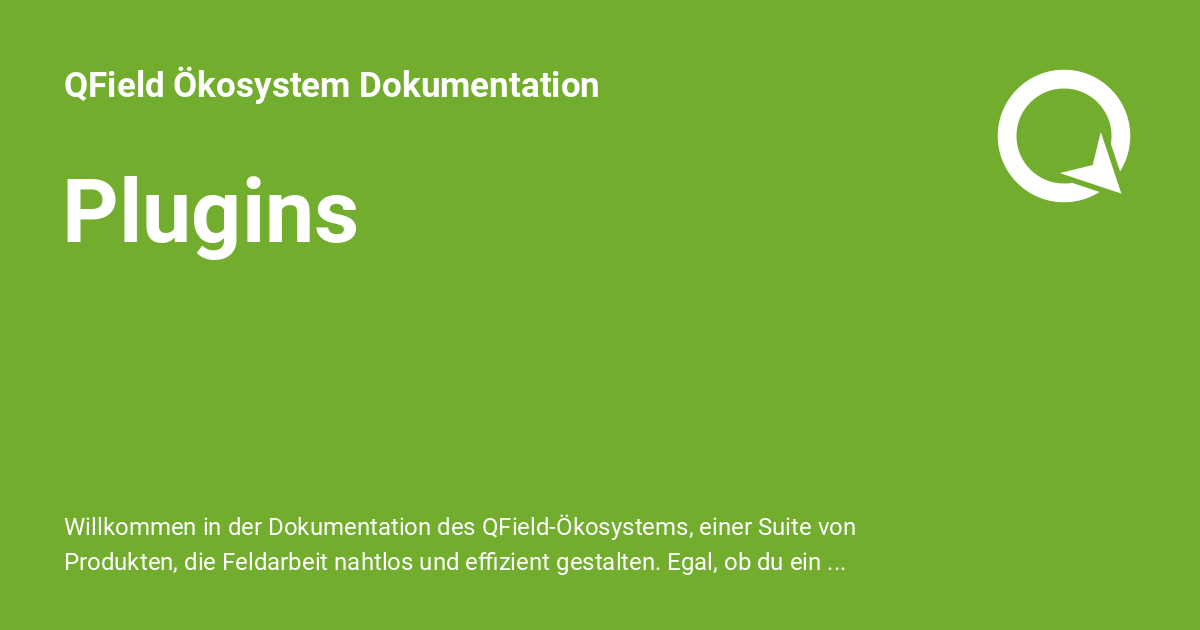 QField Ökosystem Dokumentation
Plugins
Willkommen in der Dokumentation des QField-Ökosystems, einer Suite von
Produkten, die Feldarbeit nahtlos und effizient gestalten. Egal, ob du ein ...